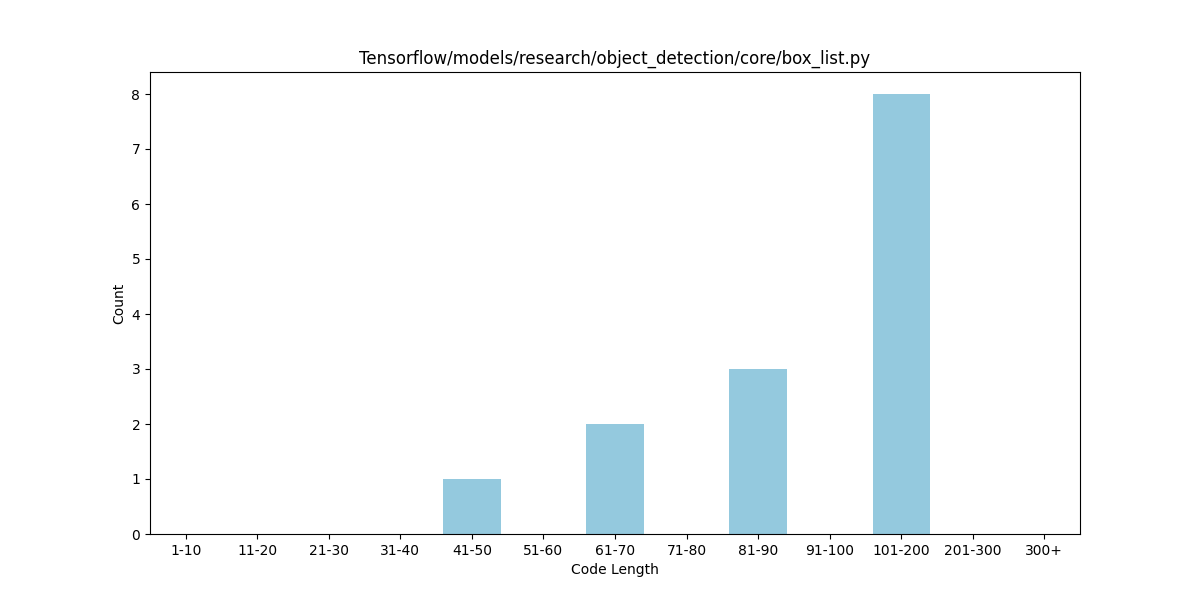 Tensorflow/models/research/object_detection/core/box_list.py
8
7
6
5
4
3
2
1
0
Count
1-10 11-20 21-30 31-40 41-50 51-60 61-70 71-80 81-90 91-100 101-200 201-300 300+
Code Length